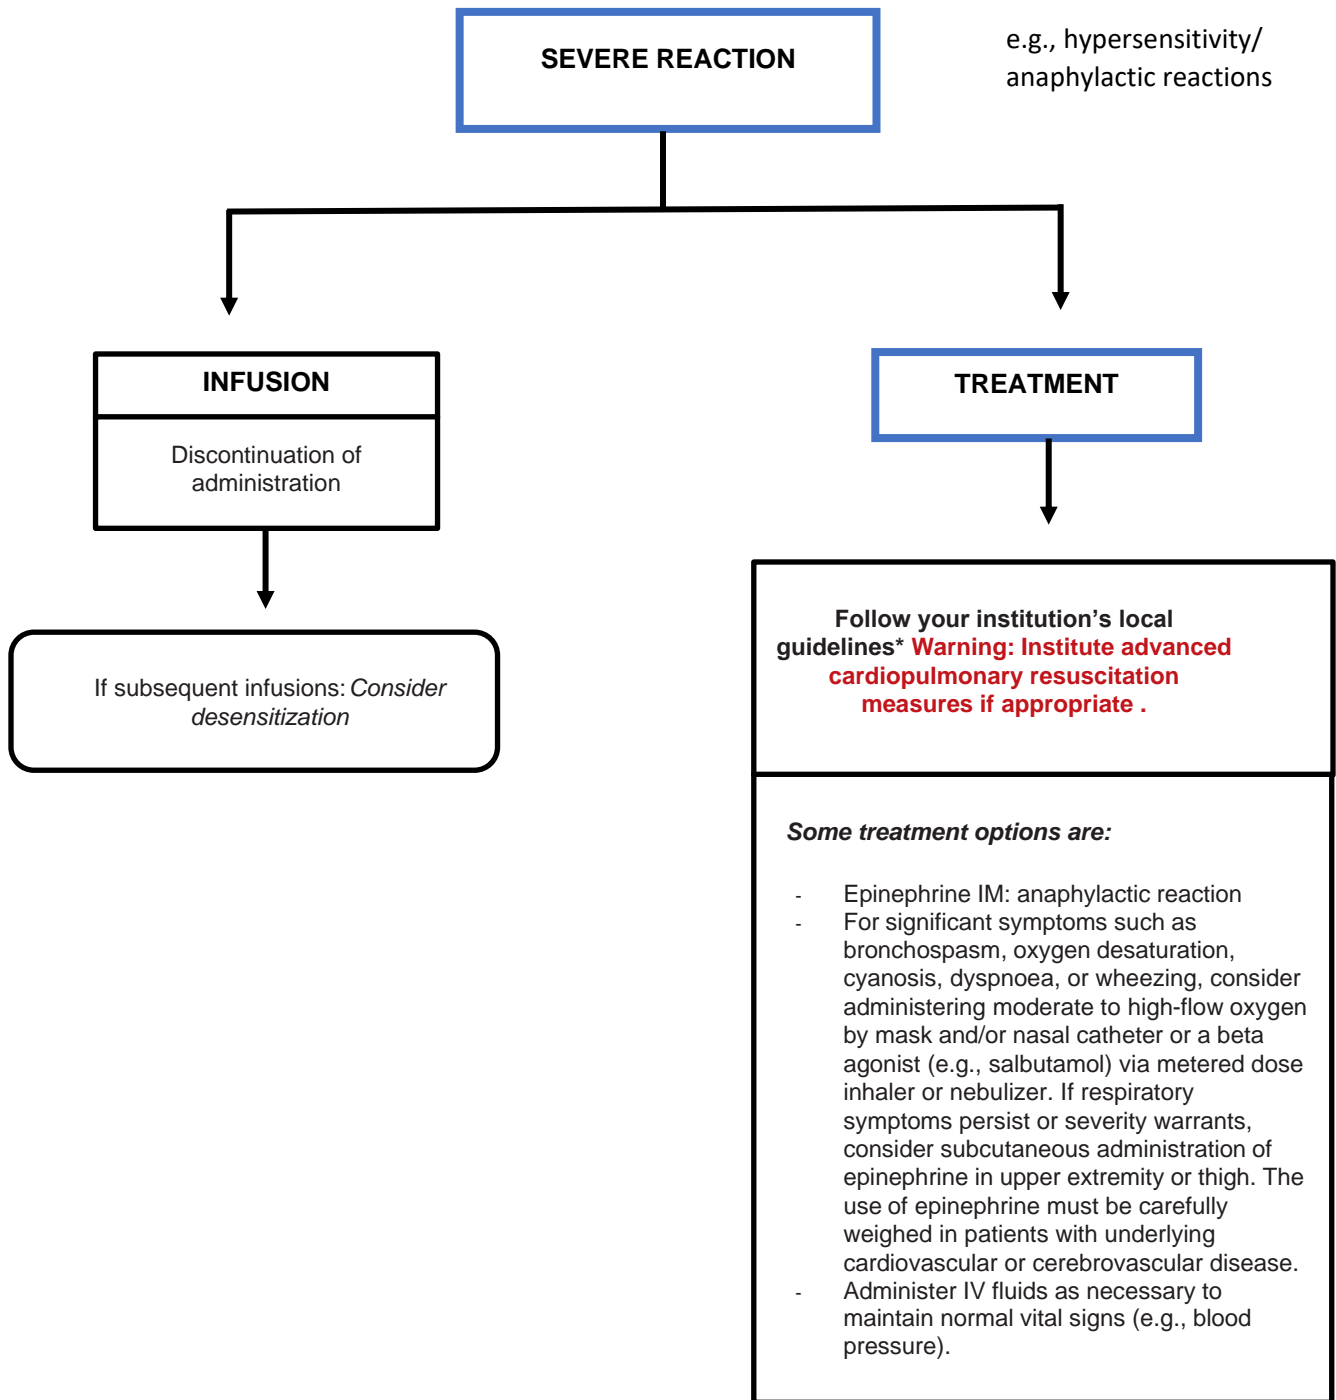 SEVERE REACTION
e.g., hypersensitivity/
anaphylactic reactions
INFUSION
Discontinuation of
administration
If subsequent infusions: Consider
desensitization
TREATMENT
Follow your institution’s local
guidelines* Warning: Institute advanced
cardiopulmonary resuscitation
measures if appropriate .
Some treatment options are:
- Epinephrine IM: anaphylactic reaction
- For significant symptoms such as
bronchospasm, oxygen desaturation,
cyanosis, dyspnoea, or wheezing, consider
administering moderate to high-flow oxygen
by mask and/or nasal catheter or a beta
agonist (e.g., salbutamol) via metered dose
inhaler or nebulizer. If respiratory
symptoms persist or severity warrants,
consider subcutaneous administration of
epinephrine in upper extremity or thigh. The
use of epinephrine must be carefully
weighed in patients with underlying
cardiovascular or cerebrovascular disease.
- Administer IV fluids as necessary to
maintain normal vital signs (e.g., blood
pressure).